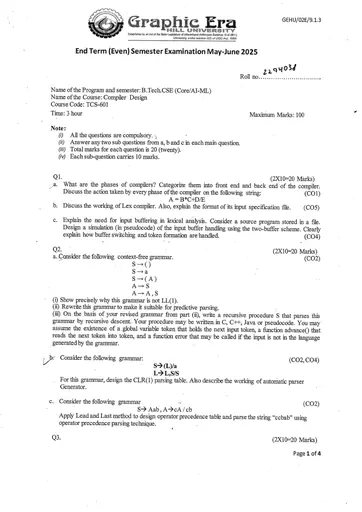 GEHU/02E/9.1.3
Graphic Era
HILL UNIVERSITY
End Term (Even) Semester Examination May-June 2025
Roll no. 2294038
Name of the Program and semester: B.Tech.CSE (Core/AI-ML)
Name of the Course: Compiler Design
Course Code: TCS-601
Time: 3 hour Maximum Marks: 100
Note:
(i) All the questions are compulsory.
(ii) Answer any two sub questions from a, b and c in each main question.
(iii) Total marks for each question is 20 (twenty).
(iv) Each sub-question carries 10 marks.
Q1. (2X10=20 Marks)
a. What are the phases of compilers? Categorize them into front end and back end of the compiler.
Discuss the action taken by every phase of the compiler on the following string: (CO1)
A = B*C+D/E
b. Discuss the working of Lex compiler. Also, explain the format of its input specification file. (CO5)
c. Explain the need for input buffering in lexical analysis. Consider a source program stored in a file.
Design a simulation (in pseudocode) of the input buffer handling using the two-buffer scheme. Clearly
explain how buffer switching and token formation are handled. (CO4)
Q2. (2X10=20 Marks)
a. Consider the following context-free grammar. (CO2)
S → ( )
S → a
S → ( A )
A → S
A → A , S
(i) Show precisely why this grammar is not LL(1).
(ii) Rewrite this grammar to make it suitable for predictive parsing.
(iii) On the basis of your revised grammar from part (ii), write a recursive procedure S that parses this
grammar by recursive descent. Your procedure may be written in C, C++, Java or pseudocode. You may
assume the existence of a global variable token that holds the next input token, a function advance() that
reads the next token into token, and a function error that may be called if the input is not in the language
generated by the grammar.
b. Consider the following grammar: (CO2, CO4)
S→(L)/a
L→L,S/S
For this grammar, design the CLR(1) parsing table. Also describe the working of automatic parser
Generator.
c. Consider the following grammar (CO2)
S→ Aab , A→cA / cb
Apply Lead and Last method to design operator precedence table and parse the string "ccbab" using
operator precedence parsing technique.
Q3. (2X10=20 Marks)
Page 1 of 4